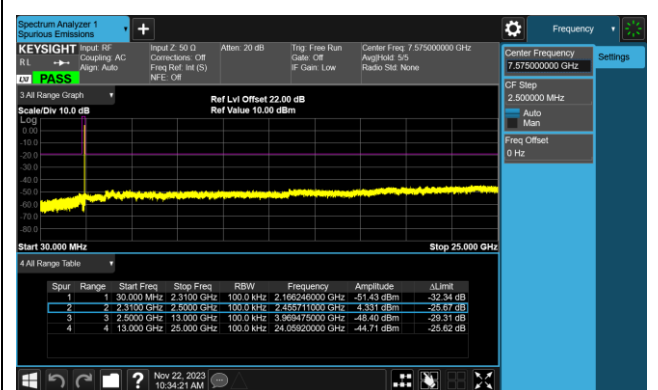 Spectrum Analyzer 1
Spurious Emissions
Frequency
KEYSIGHT
Input: RF
Input Z: 50 Ω
Atten: 20 dB
Trig: Free Run
Center Freq: 7.575000000 GHz
RL
Coupling: AC
Corrections: Off
Gate: Off
Avg|Hold: 5/5
Align: Auto
Freq Ref: Int (S)
IF Gain: Low
Radio Std: None
NFE: Off
PASS
Center Frequency
7.575000000 GHz
Settings
CF Step
2.500000 MHz
Auto
Man
Freq Offset
0 Hz
3 All Range Graph
Ref Lvl Offset 22.00 dB
Scale/Div 10.0 dB
Ref Value 10.00 dBm
Log
0.00
-10.0
-20.0
-30.0
-40.0
-50.0
-60.0
-70.0
-80.0
Start 30.000 MHz
Stop 25.000 GHz
4 All Range Table
Spur Range Start Freq Stop Freq RBW Frequency Amplitude ΔLimit
1 1 30.000 MHz 2.3100 GHz 100.0 kHz 2.166246000 GHz -51.43 dBm -32.34 dB
2 2 2.3100 GHz 2.5000 GHz 100.0 kHz 2.455711000 GHz 4.331 dBm -25.67 dB
3 3 2.5000 GHz 13.000 GHz 100.0 kHz 3.969475000 GHz -48.40 dBm -29.31 dB
4 4 13.000 GHz 25.000 GHz 100.0 kHz 24.05920000 GHz -44.71 dBm -25.62 dB
Nov 22, 2023
10:34:21 AM